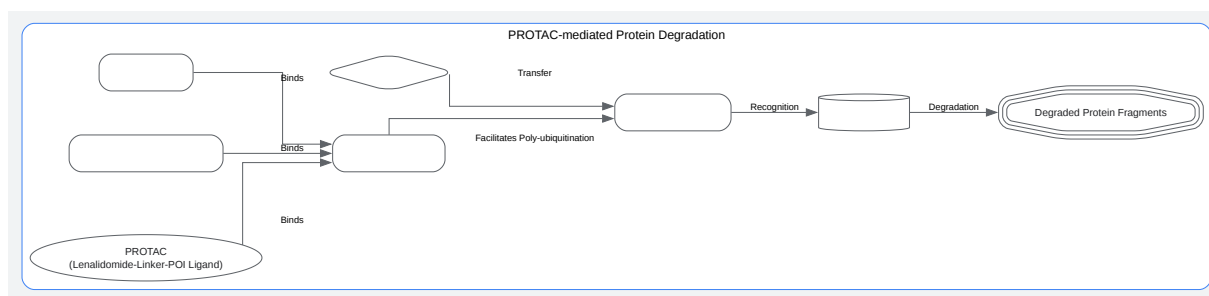 PROTAC-mediated Protein Degradation
Binds
Transfer
Recognition
Degradation
Degraded Protein Fragments
Facilitates Poly-ubiquitination
Binds
Binds
PROTAC
(Lenalidomide-Linker-POI Ligand)